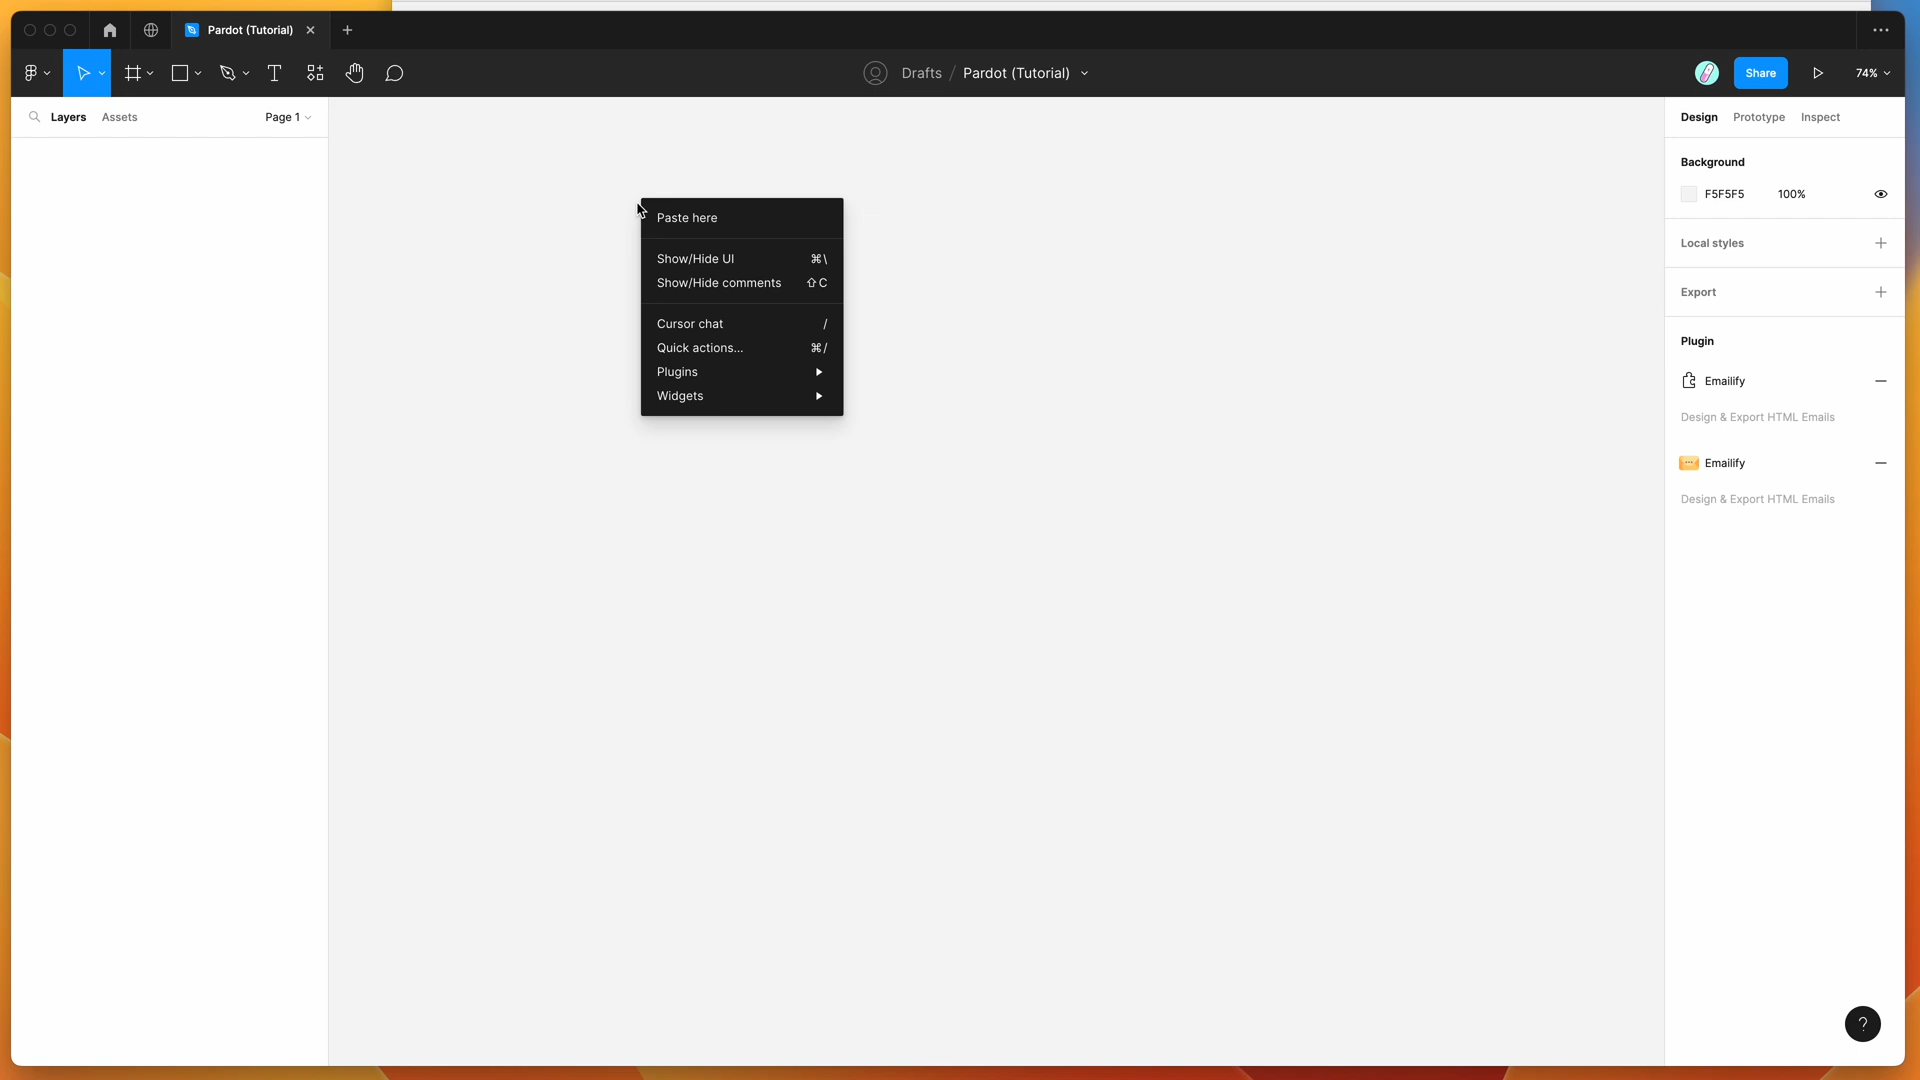 Pardot (Tutorial)
Drafts / Pardot (Tutorial)
Share
74%
Layers Assets Page 1
Design Prototype Inspect
Background
F5F5F5 100%
Local styles
Export
Plugin
Emailify
Design & Export HTML Emails
Emailify
Design & Export HTML Emails
Paste here
Show/Hide UI ⌘\
Show/Hide comments ⇧C
Cursor chat /
Quick actions... ⌘/
Plugins
Widgets
?